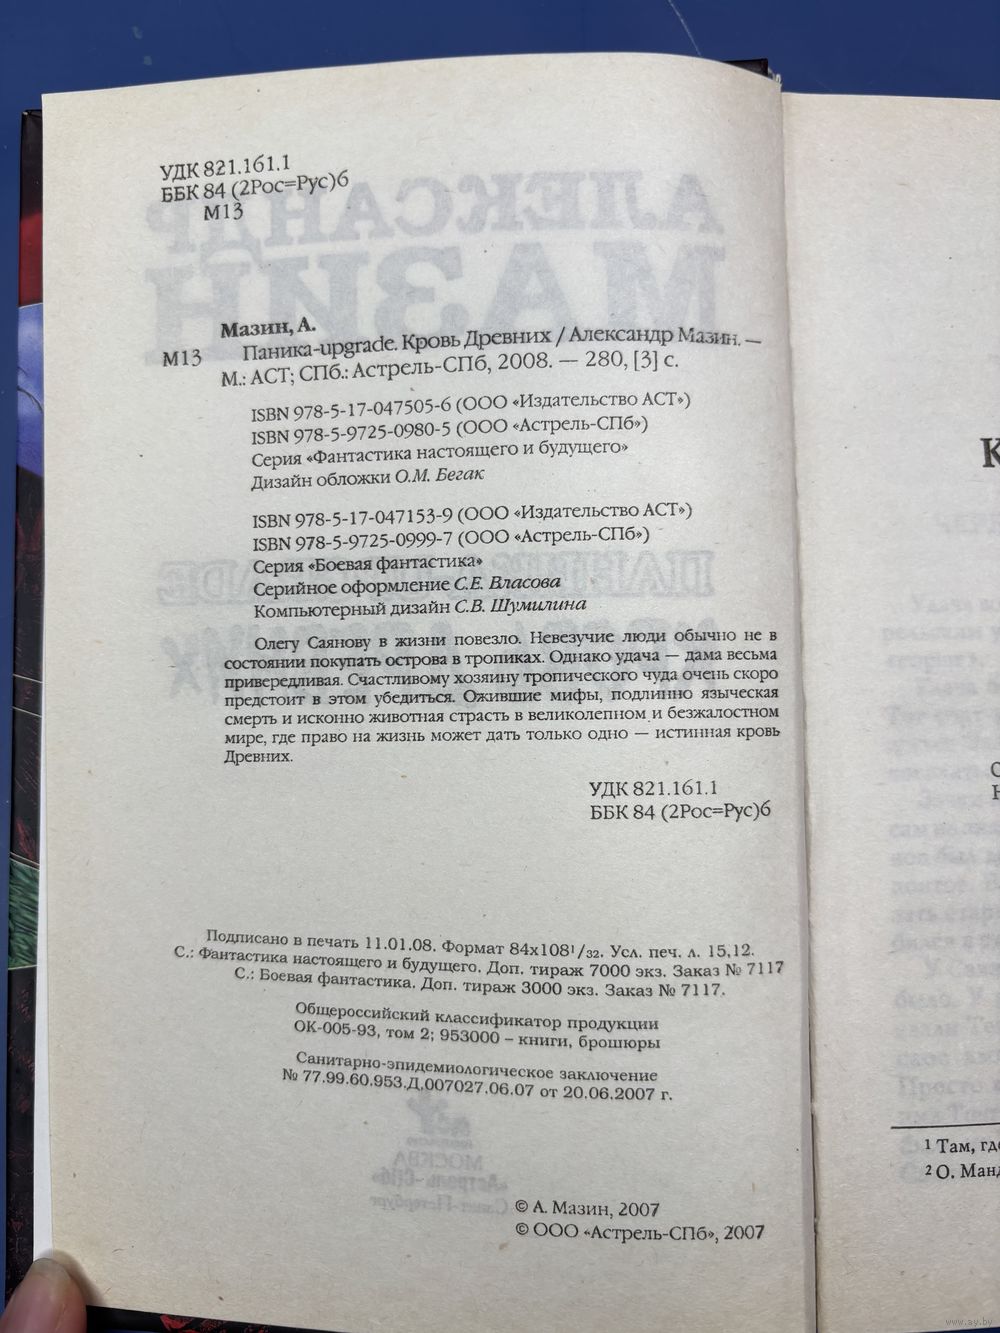 УДК 821.161.1
ББК 84 (2Рос=Рус)6
М13
Мазин, А.
М13 Паника-upgrade. Кровь Древних / Александр Мазин. —
М.: АСТ; СПб.: Астрель-СПб, 2008. — 280, [3] с.
ISBN 978-5-17-047505-6 (ООО «Издательство АСТ»)
ISBN 978-5-9725-0980-5 (ООО «Астрель-СПб»)
Серия «Фантастика настоящего и будущего»
Дизайн обложки О.М. Бегак
ISBN 978-5-17-047153-9 (ООО «Издательство АСТ»)
ISBN 978-5-9725-0999-7 (ООО «Астрель-СПб»)
Серия «Боевая фантастика»
Серийное оформление С.Е. Власова
Компьютерный дизайн С.В. Шумилина
Олегу Саянову в жизни повезло. Невезучие люди обычно не в
состоянии покупать острова в тропиках. Однако удача — дама весьма
привередливая. Счастливому хозяину тропического чуда очень скоро
предстоит в этом убедиться. Ожившие мифы, подлинно языческая
смерть и исконно животная страсть в великолепном и безжалостном
мире, где право на жизнь может дать только одно — истинная кровь
Древних.
УДК 821.161.1
ББК 84 (2Рос=Рус)6
Подписано в печать 11.01.08. Формат 84х108¹/₃₂. Усл. печ. л. 15,12.
С.: Фантастика настоящего и будущего. Доп. тираж 7000 экз. Заказ № 7117
С.: Боевая фантастика. Доп. тираж 3000 экз. Заказ № 7117.
Общероссийский классификатор продукции
ОК-005-93, том 2; 953000 – книги, брошюры
Санитарно-эпидемиологическое заключение
№ 77.99.60.953.Д.007027.06.07 от 20.06.2007 г.
© А. Мазин, 2007
© ООО «Астрель-СПб», 2007
К
¹ Там, где
² О. Манд
www.ay.by